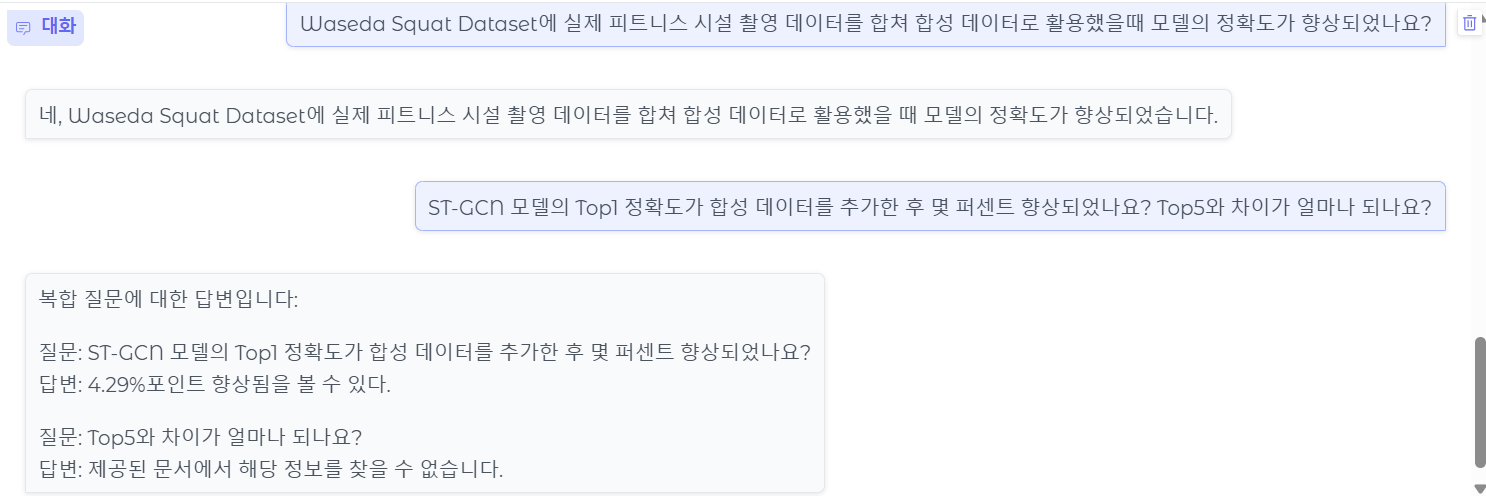 대화
Waseda Squat Dataset에 실제 피트니스 시설 촬영 데이터를 합쳐 합성 데이터로 활용했을때 모델의 정확도가 향상되었나요?
네, Waseda Squat Dataset에 실제 피트니스 시설 촬영 데이터를 합쳐 합성 데이터로 활용했을 때 모델의 정확도가 향상되었습니다.
ST-GCN 모델의 Top1 정확도가 합성 데이터를 추가한 후 몇 퍼센트 향상되었나요? Top5와 차이가 얼마나 되나요?
복합 질문에 대한 답변입니다:
질문: ST-GCN 모델의 Top1 정확도가 합성 데이터를 추가한 후 몇 퍼센트 향상되었나요?
답변: 4.29%포인트 향상됨을 볼 수 있다.
질문: Top5와 차이가 얼마나 되나요?
답변: 제공된 문서에서 해당 정보를 찾을 수 없습니다.